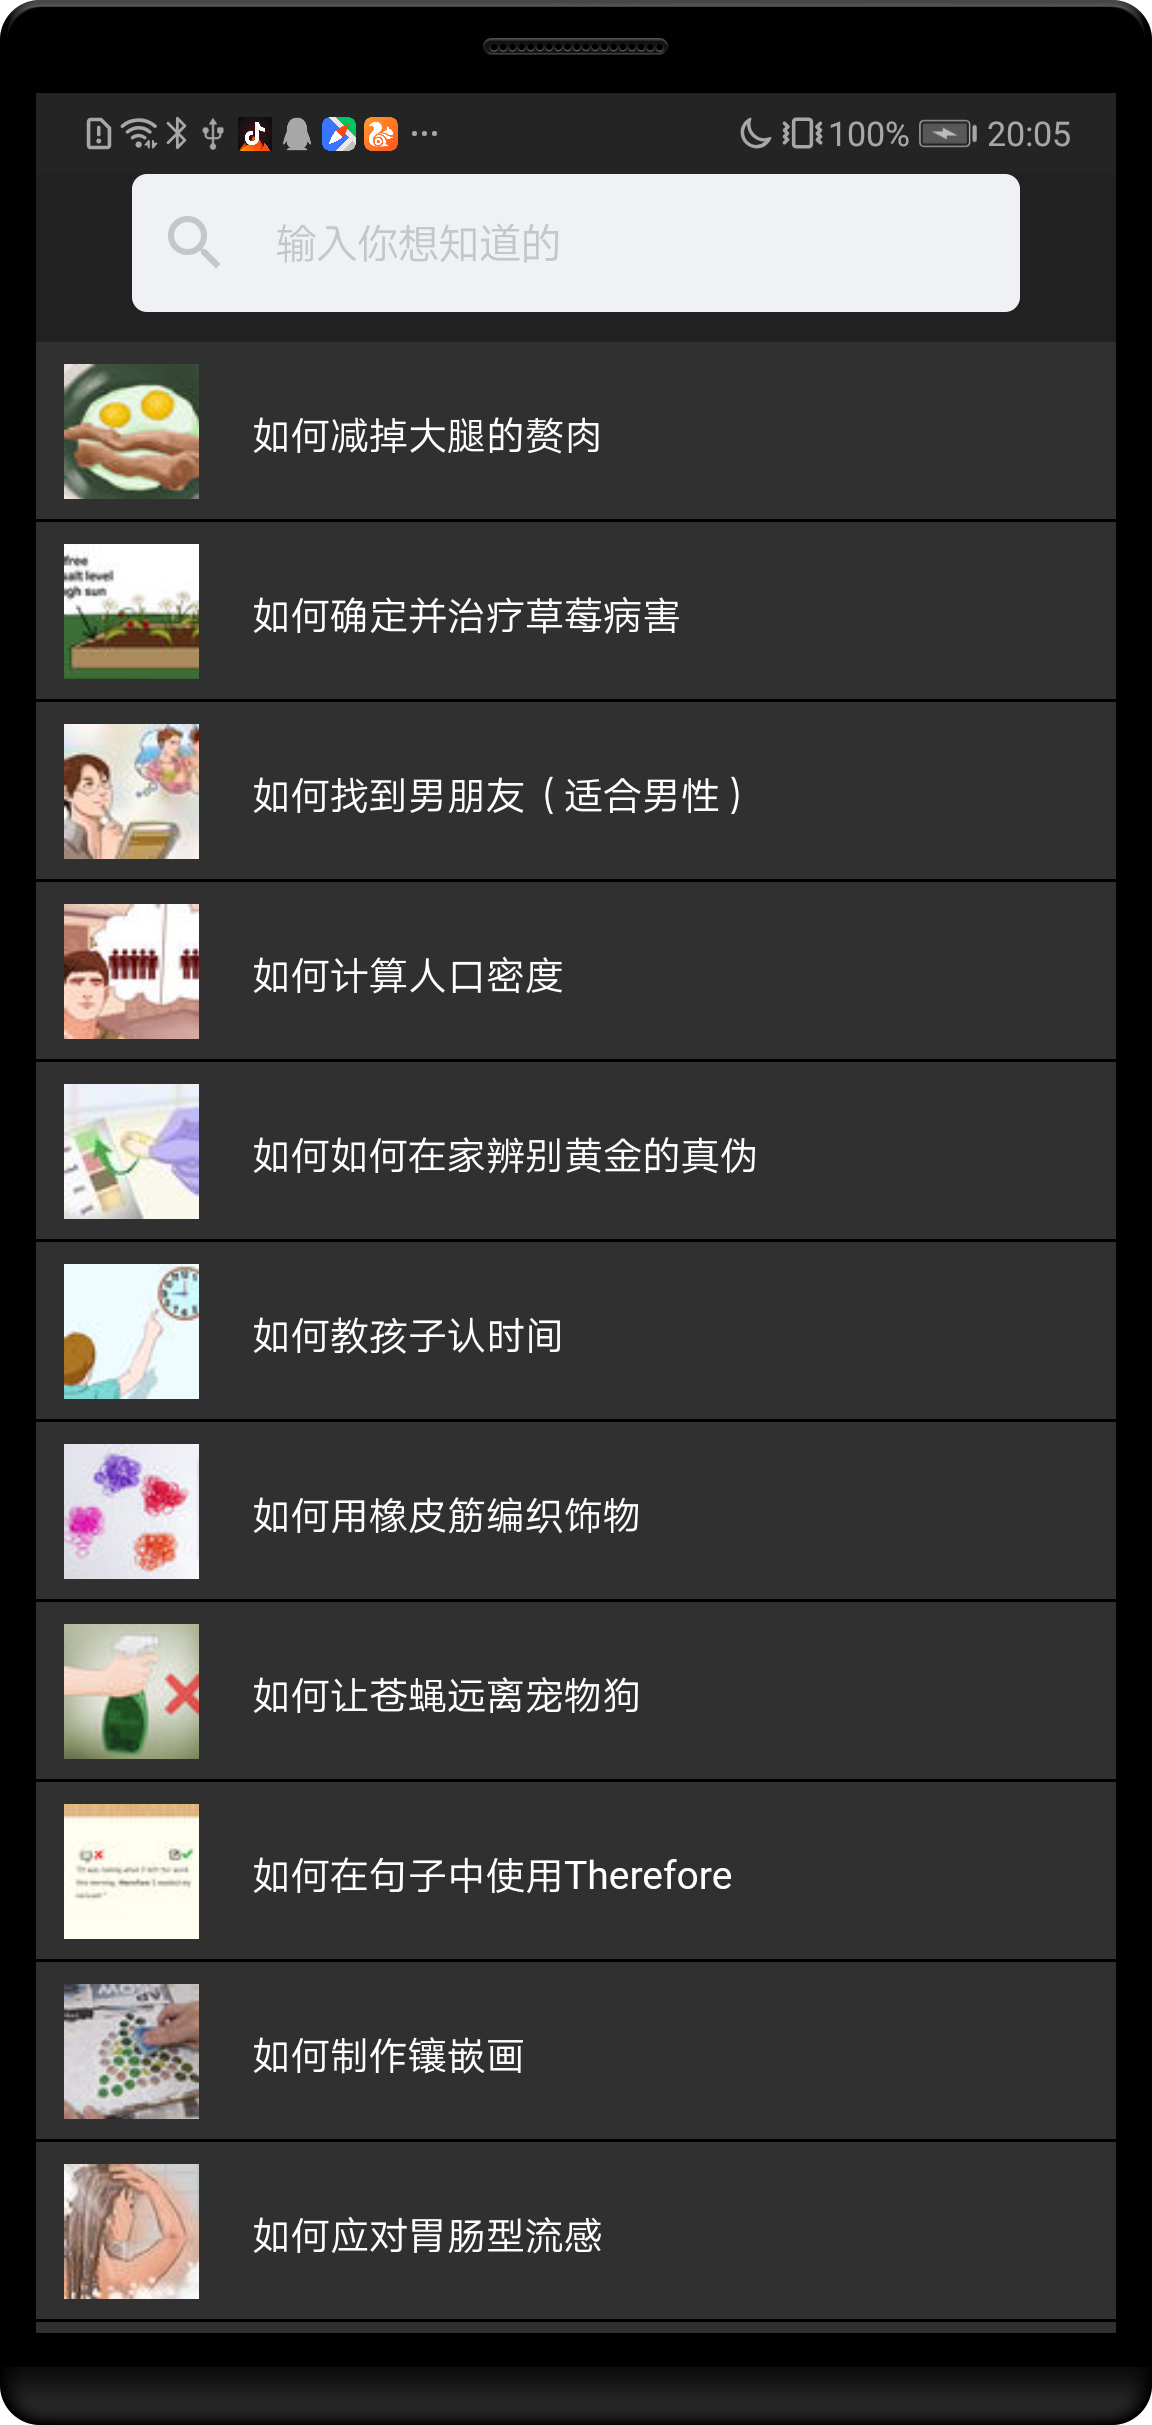 100% 20:05
输入你想知道的
如何减掉大腿的赘肉
free
salt level
gh sun
如何确定并治疗草莓病害
如何找到男朋友（适合男性）
如何计算人口密度
如何如何在家辨别黄金的真伪
如何教孩子认时间
如何用橡皮筋编织饰物
如何让苍蝇远离宠物狗
如何在句子中使用Therefore
如何制作镶嵌画
如何应对胃肠型流感